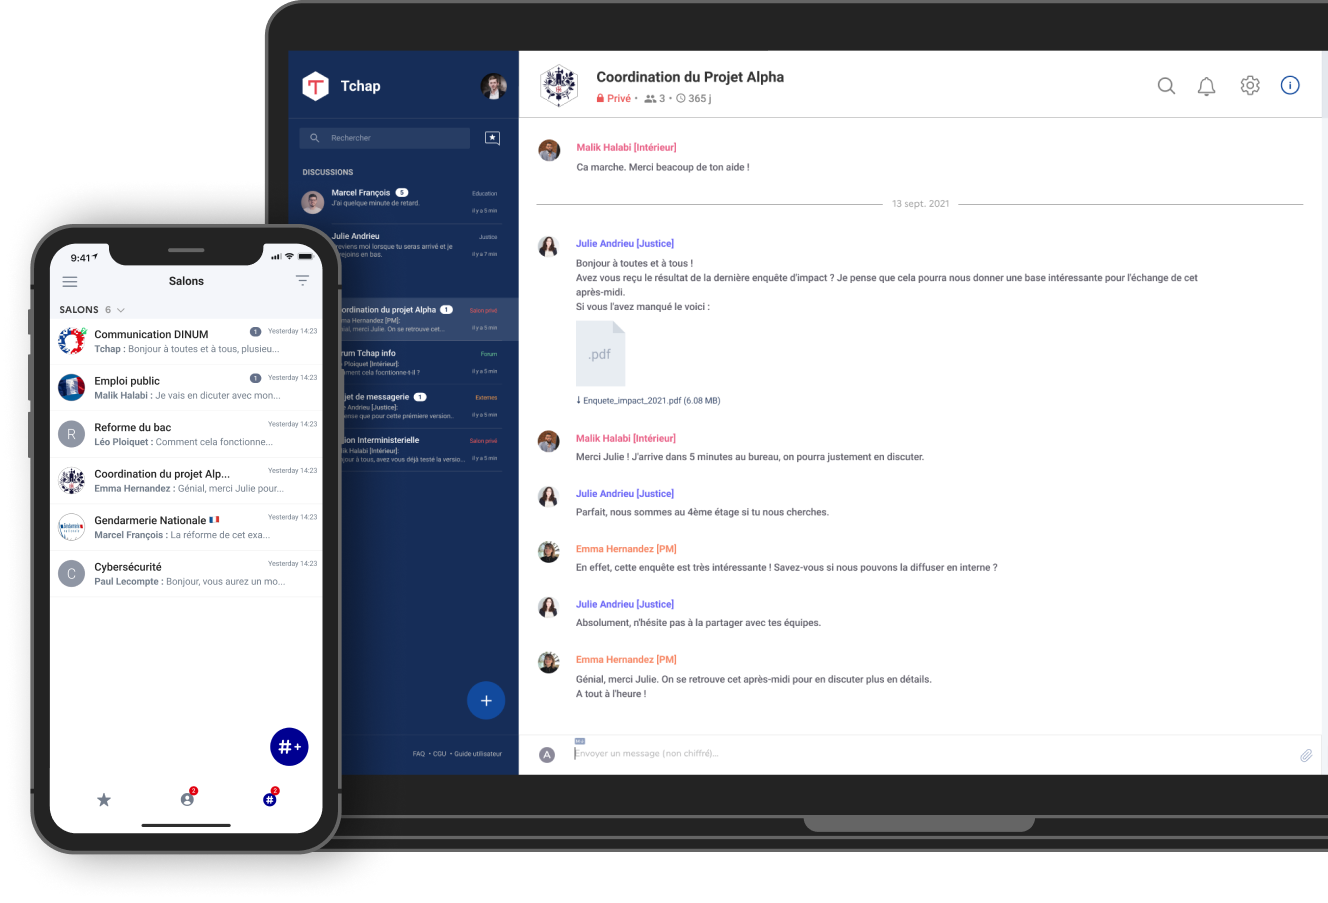 Tchap
Rechercher
DISCUSSIONS
Marcel François 5
Education
J'ai quelque minute de retard.
il y a 5 min
Julie Andrieu
Justice
reviens moi lorsque tu seras arrivé et je
rejoins en bas.
il y a 7 min
ordination du projet Alpha 1
Salon privé
ma Hernandez [PM]:
ial, merci Julie. On se retrouve cet...
il y a 5 min
rum Tchap info
Forum
Ploiquet [Intérieur]:
ment cela focntionne-t-il ?
il y a 5 min
jet de messagerie 1
Externes
Andrieu [Justice]:
ense que pour cette prémiere version..
il y a 5 min
ion Interministerielle
Salon privé
ik Halabi [Intérieur]:
jour à tous, avez vous déjà testé la versio...
il y a 5 min
+
FAQ • CGU • Guide utilisateur
Coordination du Projet Alpha
Privé • 3 • 365 j
Malik Halabi [Intérieur]
Ca marche. Merci beaucoup de ton aide !
13 sept. 2021
Julie Andrieu [Justice]
Bonjour à toutes et à tous !
Avez vous reçu le résultat de la dernière enquête d'impact ? Je pense que cela pourra nous donner une base intéressante pour l'échange de cet
après-midi.
Si vous l'avez manqué le voici :
.pdf
Enquete_impact_2021.pdf (6.08 MB)
Malik Halabi [Intérieur]
Merci Julie ! J'arrive dans 5 minutes au bureau, on pourra justement en discuter.
Julie Andrieu [Justice]
Parfait, nous sommes au 4ème étage si tu nous cherches.
Emma Hernandez [PM]
En effet, cette enquête est très intéressante ! Savez-vous si nous pouvons la diffuser en interne ?
Julie Andrieu [Justice]
Absolument, n'hésite pas à la partager avec tes équipes.
Emma Hernandez [PM]
Génial, merci Julie. On se retrouve cet après-midi pour en discuter plus en détails.
A tout à l'heure !
A
Envoyer un message (non chiffré)...
9:41
Salons
SALONS 6
Communication DINUM
1 Yesterday 14:23
Tchap : Bonjour à toutes et à tous, plusieu...
Emploi public
1 Yesterday 14:23
Malik Halabi : Je vais en dicuter avec mon...
R
Reforme du bac
Yesterday 14:23
Léo Ploiquet : Comment cela fonctionne...
Coordination du projet Alp...
Yesterday 14:23
Emma Hernandez : Génial, merci Julie pour...
Gendarmerie Nationale
Yesterday 14:23
Marcel François : La réforme de cet exa...
C
Cybersécurité
Yesterday 14:23
Paul Lecompte : Bonjour, vous aurez un mo...
#+
2
2
#